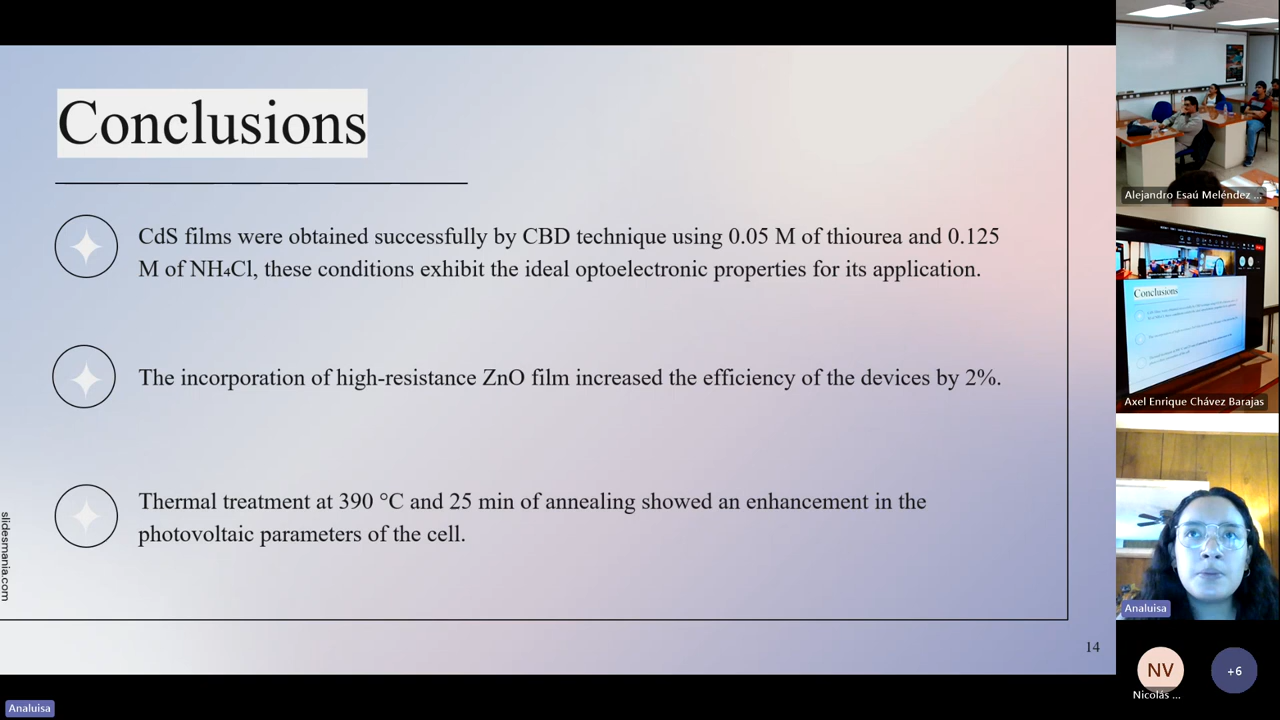 Conclusions
CdS films were obtained successfully by CBD technique using 0.05 M of thiourea and 0.125
M of NH₄Cl, these conditions exhibit the ideal optoelectronic properties for its application.
The incorporation of high-resistance ZnO film increased the efficiency of the devices by 2%.
Thermal treatment at 390 °C and 25 min of annealing showed an enhancement in the
photovoltaic parameters of the cell.
slidesmania.com
14
Analuisa
Alejandro Esaú Meléndez ...
Conclusions
Axel Enrique Chávez Barajas
Analuisa
NV
Nicolás ...
+6